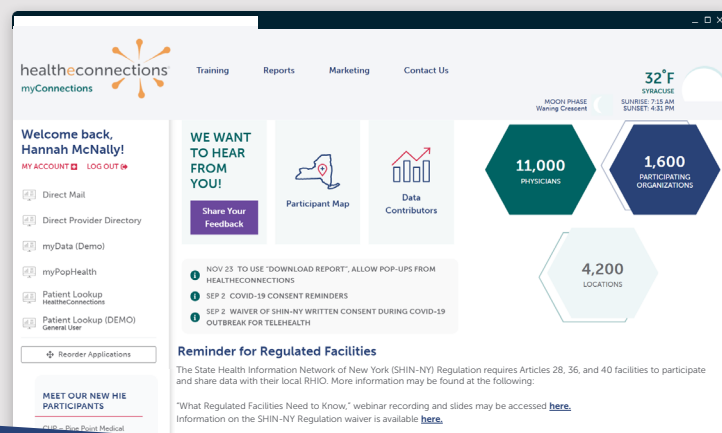 healtheconnections
myConnections
Training
Reports
Marketing
Contact Us
32°F
SYRACUSE
MOON PHASE
Waning Crescent
SUNRISE: 7:15 AM
SUNSET: 4:31 PM
Welcome back,
Hannah McNally!
MY ACCOUNT
LOG OUT
Direct Mail
Direct Provider Directory
myData (Demo)
myPopHealth
Patient Lookup
HealtheConnections
Patient Lookup (DEMO)
General User
Reorder Applications
MEET OUR NEW HIE
PARTICIPANTS
CHP – Pine Point Medical
WE WANT
TO HEAR
FROM
YOU!
Share Your
Feedback
Participant Map
Data
Contributors
11,000
PHYSICIANS
1,600
PARTICIPATING
ORGANIZATIONS
4,200
LOCATIONS
NOV 23 TO USE "DOWNLOAD REPORT", ALLOW POP-UPS FROM
HEALTHECONNECTIONS
SEP 2 COVID-19 CONSENT REMINDERS
SEP 2 WAIVER OF SHIN-NY WRITTEN CONSENT DURING COVID-19
OUTBREAK FOR TELEHEALTH
Reminder for Regulated Facilities
The State Health Information Network of New York (SHIN-NY) Regulation requires Articles 28, 36, and 40 facilities to participate
and share data with their local RHIO. More information may be found at the following:
"What Regulated Facilities Need to Know," webinar recording and slides may be accessed here.
Information on the SHIN-NY Regulation waiver is available here.